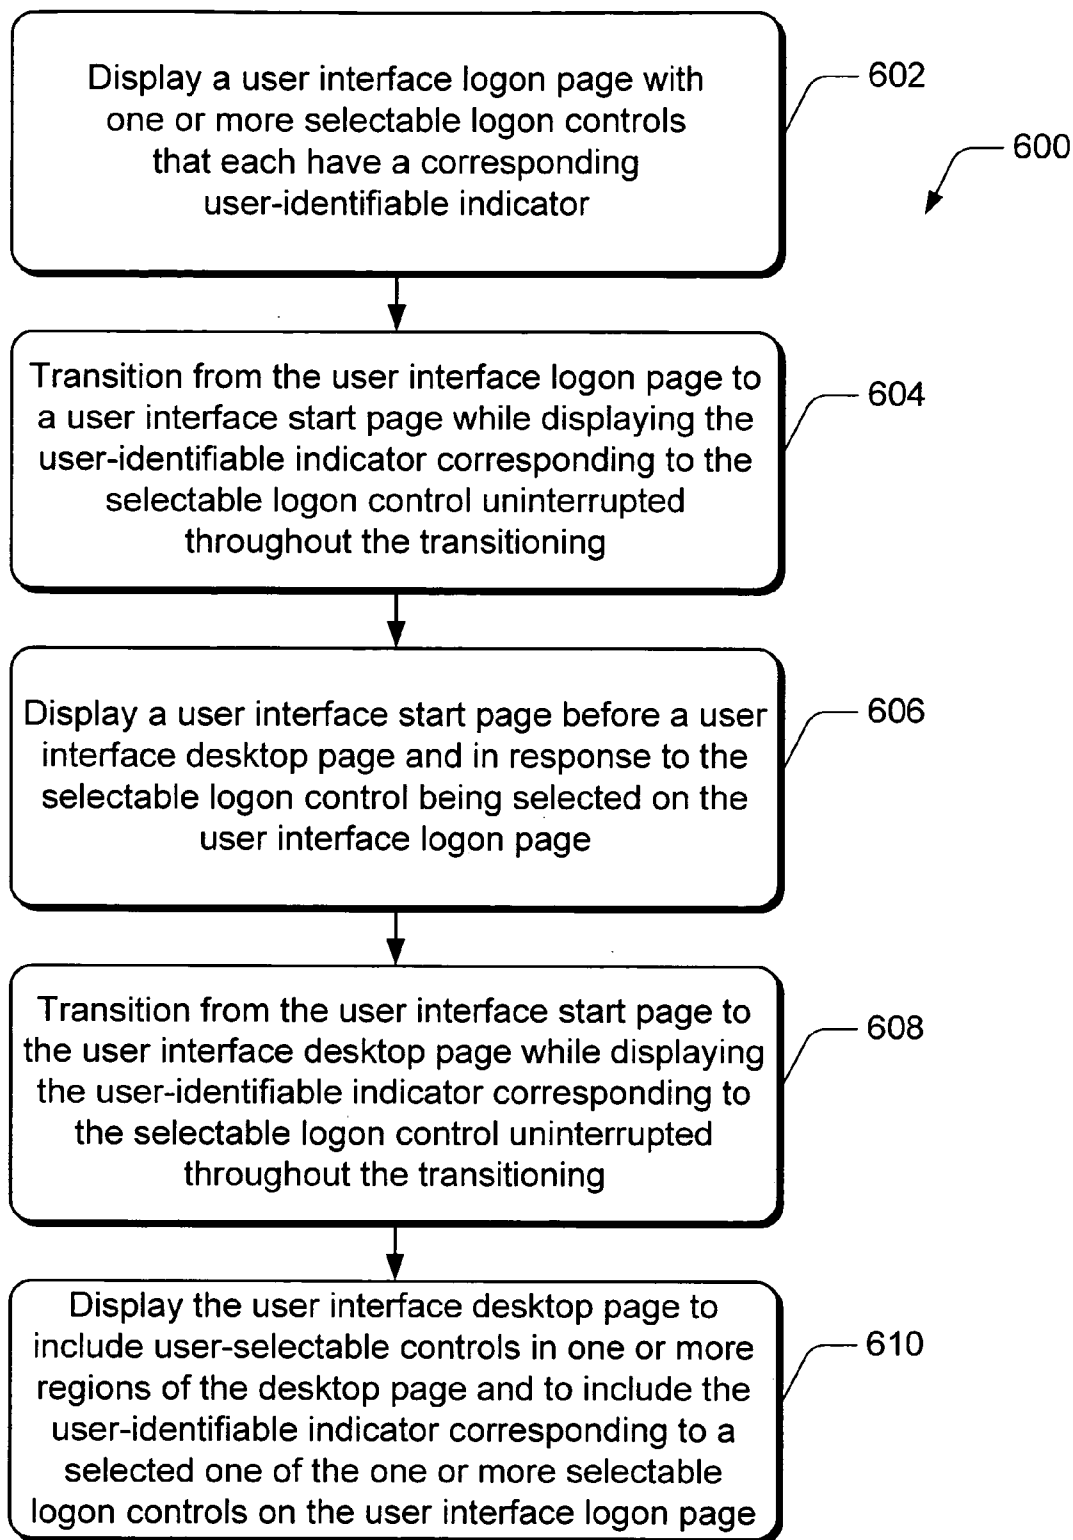 Display a user interface logon page with
one or more selectable logon controls
that each have a corresponding
user-identifiable indicator
602
600
Transition from the user interface logon page to
a user interface start page while displaying the
user-identifiable indicator corresponding to the
selectable logon control uninterrupted
throughout the transitioning
604
Display a user interface start page before a user
interface desktop page and in response to the
selectable logon control being selected on the
user interface logon page
606
Transition from the user interface start page to
the user interface desktop page while displaying
the user-identifiable indicator corresponding to
the selectable logon control uninterrupted
throughout the transitioning
608
Display the user interface desktop page to
include user-selectable controls in one or more
regions of the desktop page and to include the
user-identifiable indicator corresponding to a
selected one of the one or more selectable
logon controls on the user interface logon page
610